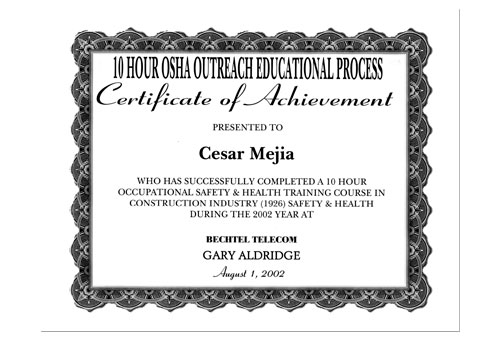 10 HOUR OSHA OUTREACH EDUCATIONAL PROCESS
Certificate of Achievement
PRESENTED TO
Cesar Mejia
WHO HAS SUCCESSFULLY COMPLETED A 10 HOUR
OCCUPATIONAL SAFETY & HEALTH TRAINING COURSE IN
CONSTRUCTION INDUSTRY (1926) SAFETY & HEALTH
DURING THE 2002 YEAR AT
BECHTEL TELECOM
GARY ALDRIDGE
August 1, 2002